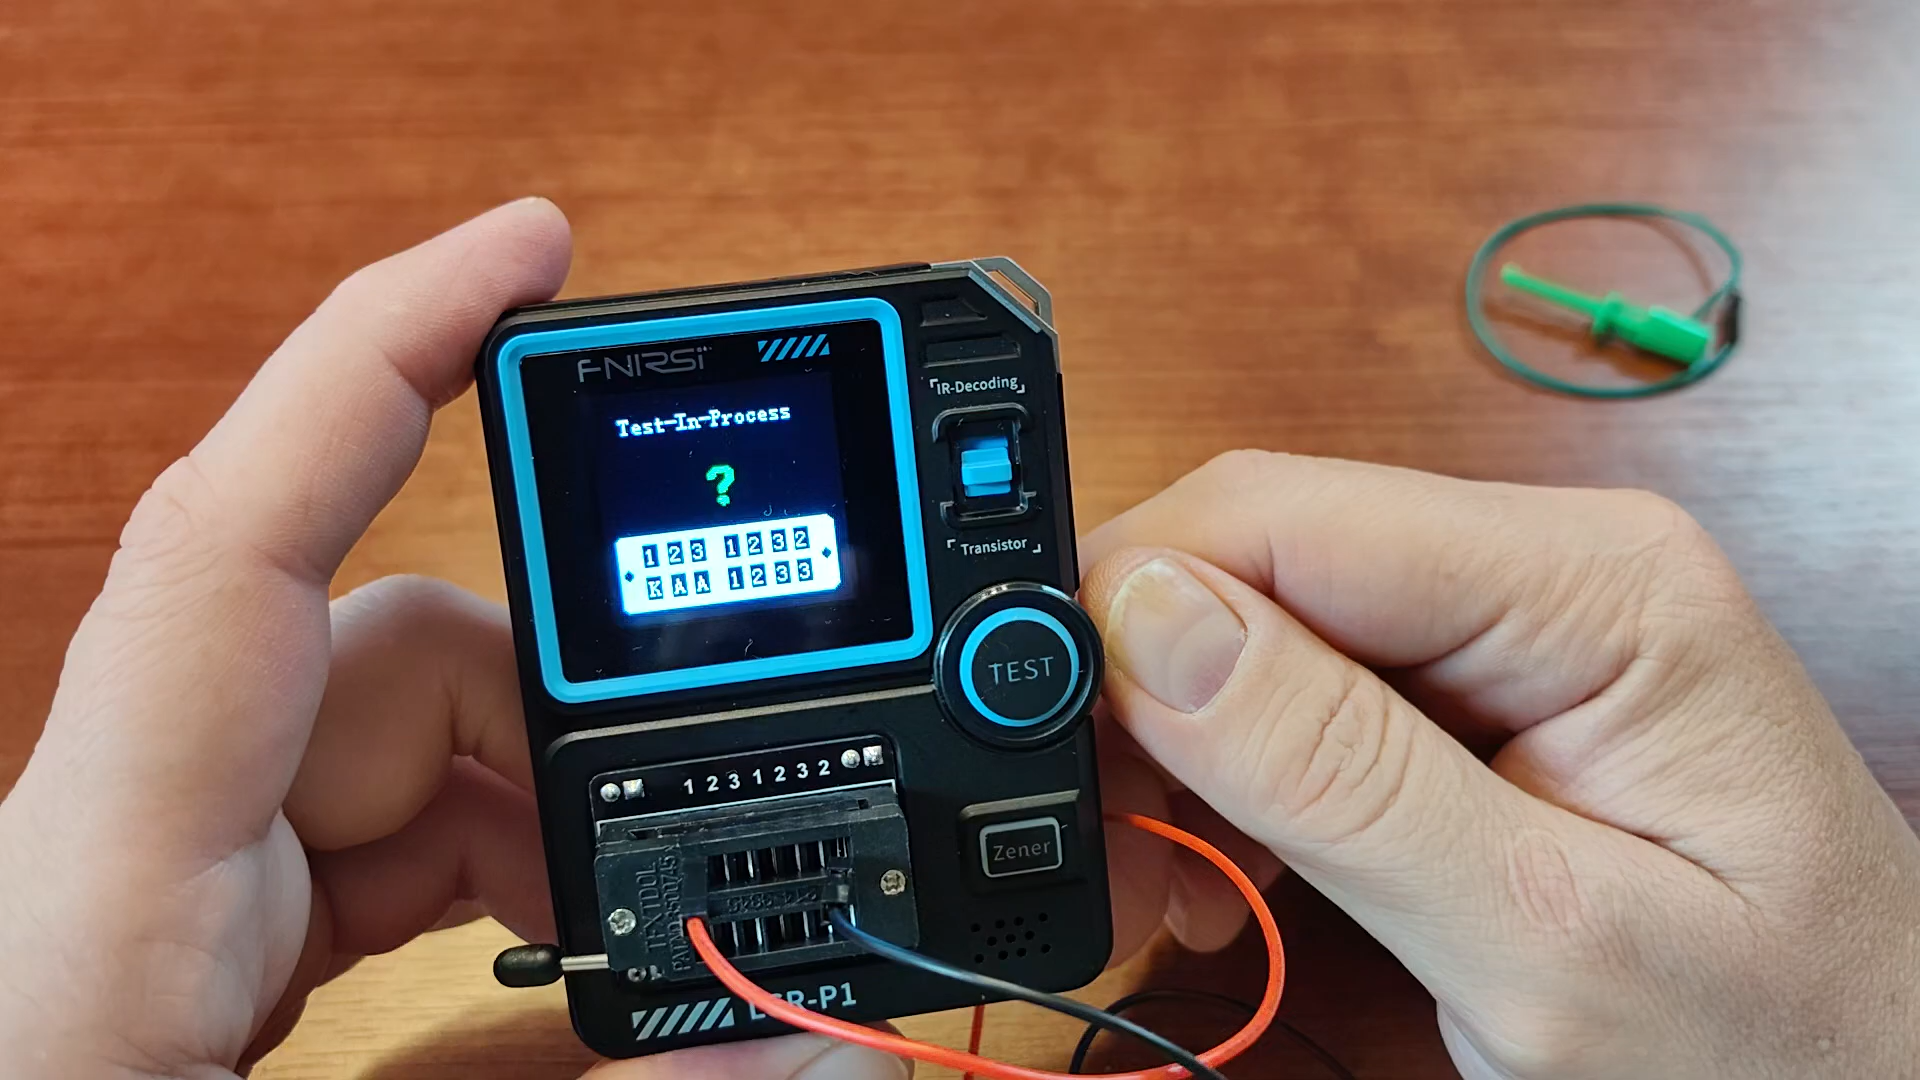 FNIRSI
Test-In-Process
?
1 2 3 1 2 3 2
K A A 1 2 3 3
IR-Decoding
Transistor
TEST
1 2 3 1 2 3 2
Zener